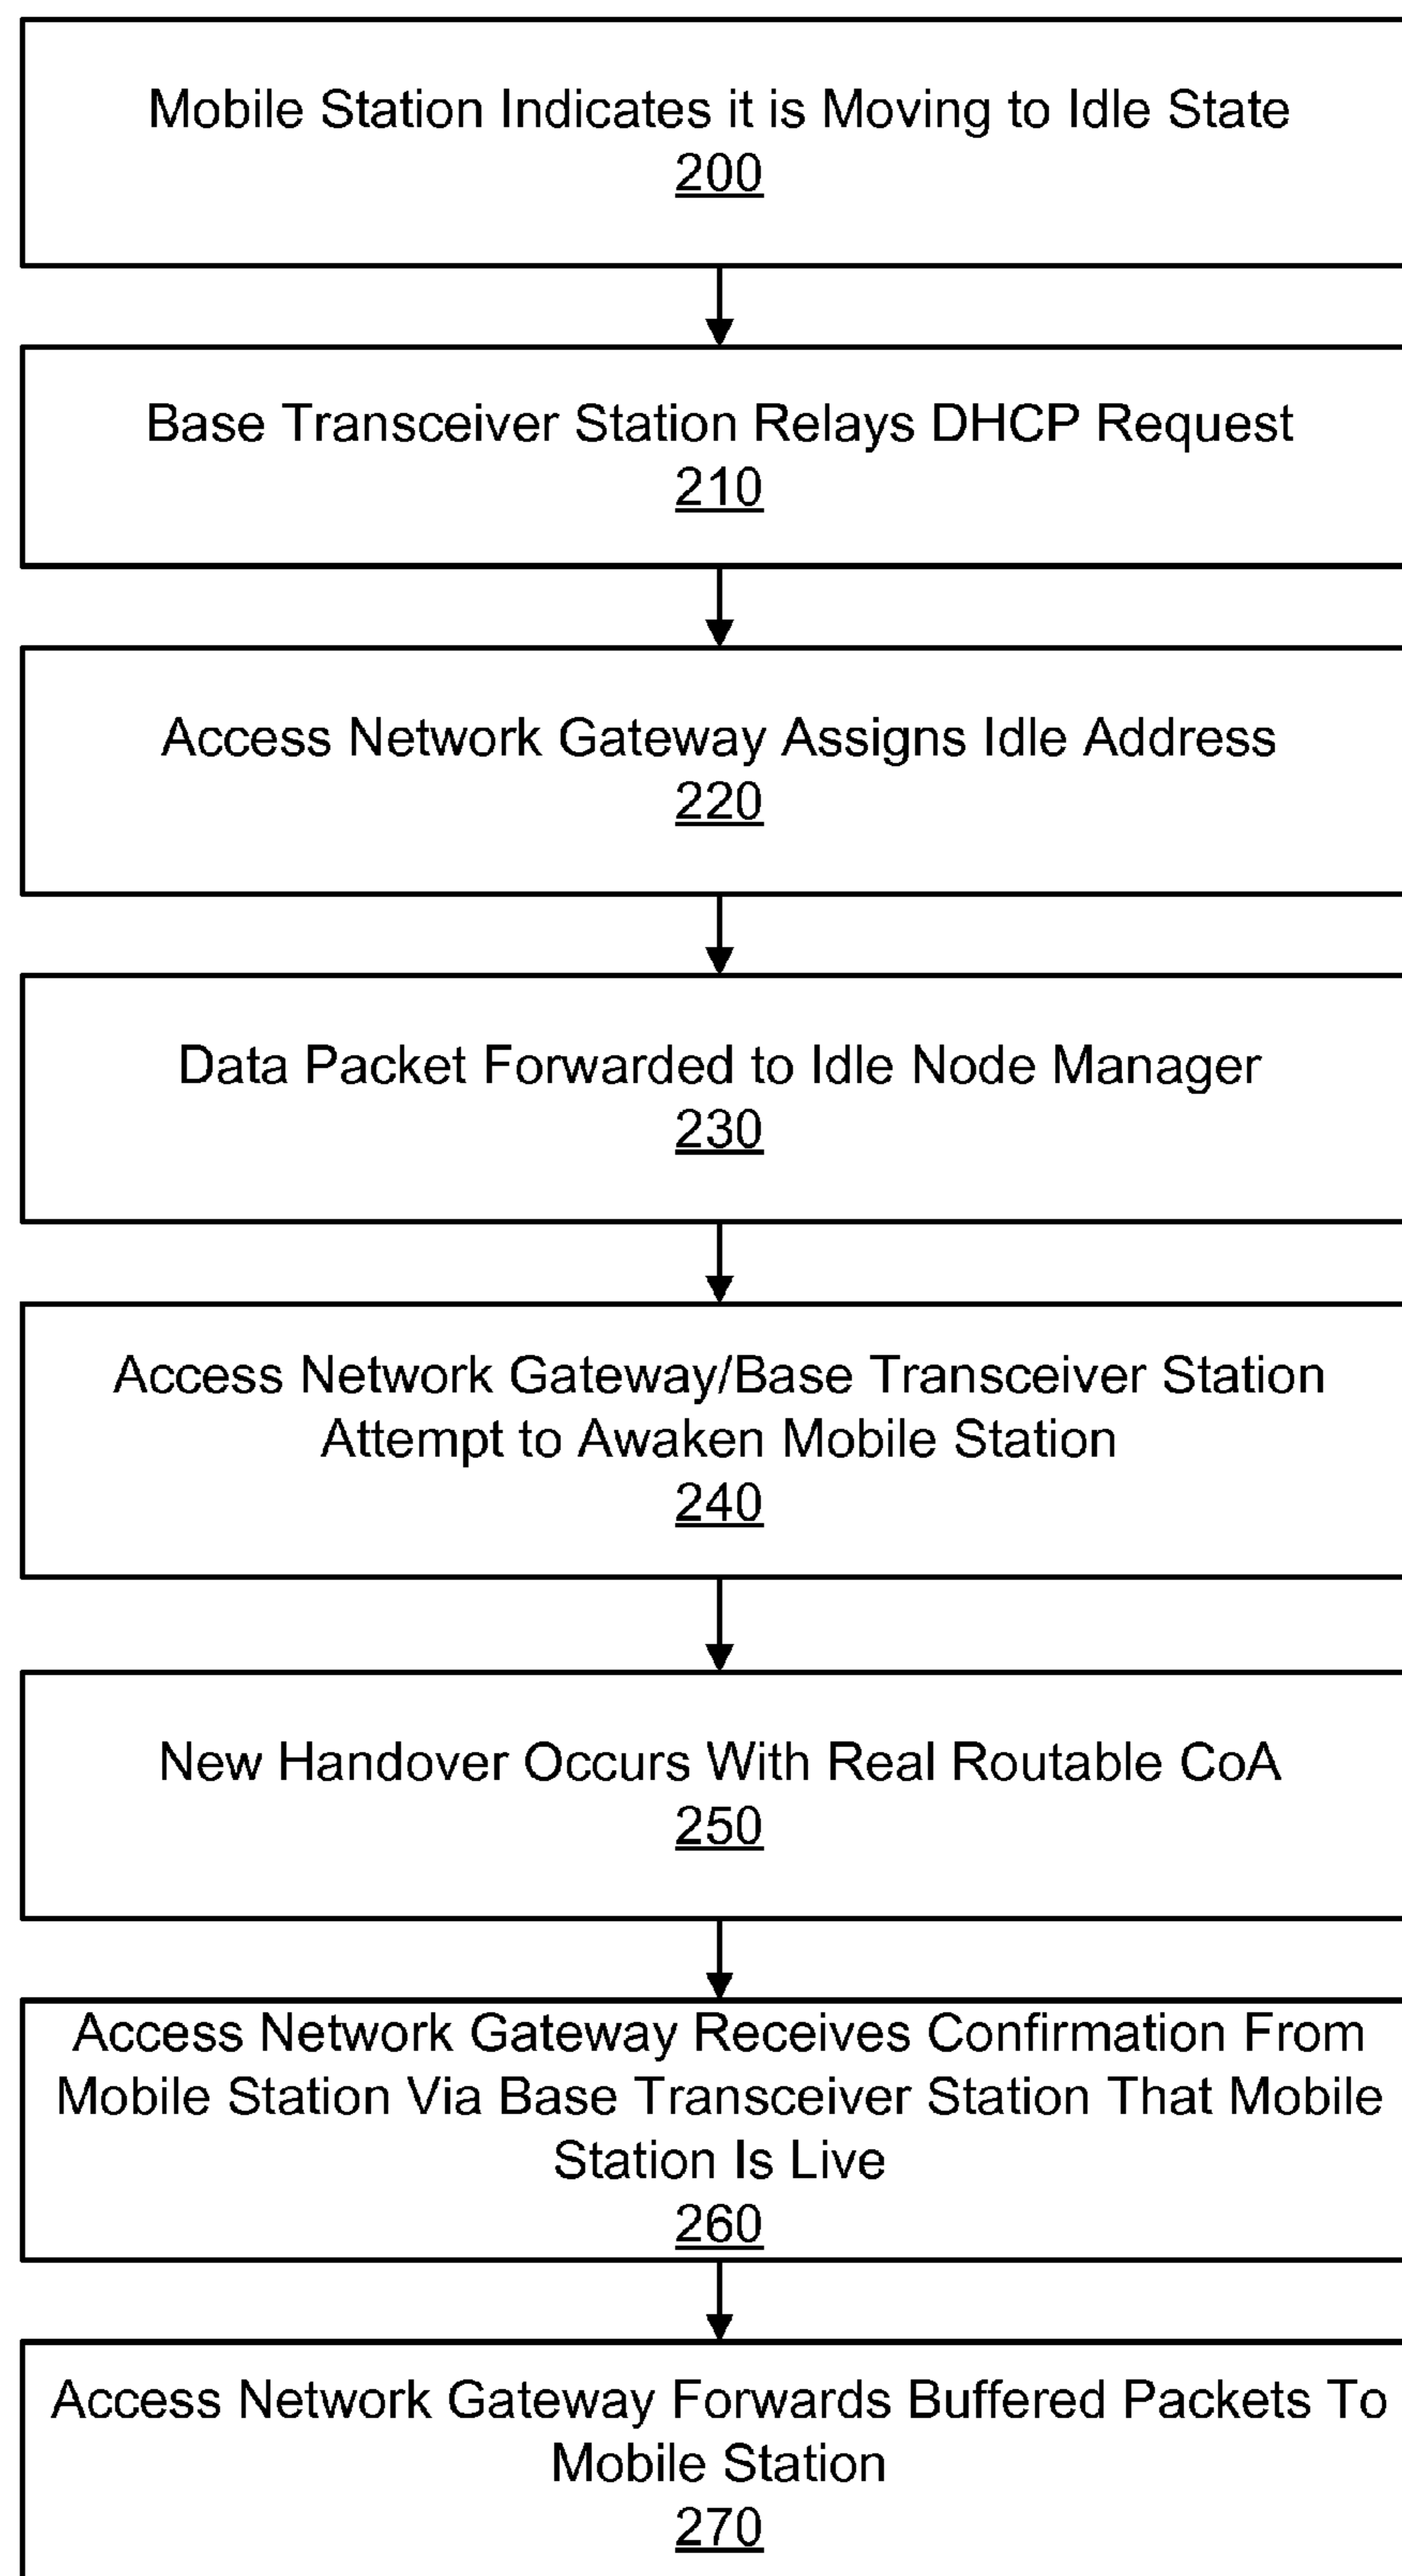 Mobile Station Indicates it is Moving to Idle State
200
Base Transceiver Station Relays DHCP Request
210
Access Network Gateway Assigns Idle Address
220
Data Packet Forwarded to Idle Node Manager
230
Access Network Gateway/Base Transceiver Station
Attempt to Awaken Mobile Station
240
New Handover Occurs With Real Routable CoA
250
Access Network Gateway Receives Confirmation From
Mobile Station Via Base Transceiver Station That Mobile
Station Is Live
260
Access Network Gateway Forwards Buffered Packets To
Mobile Station
270